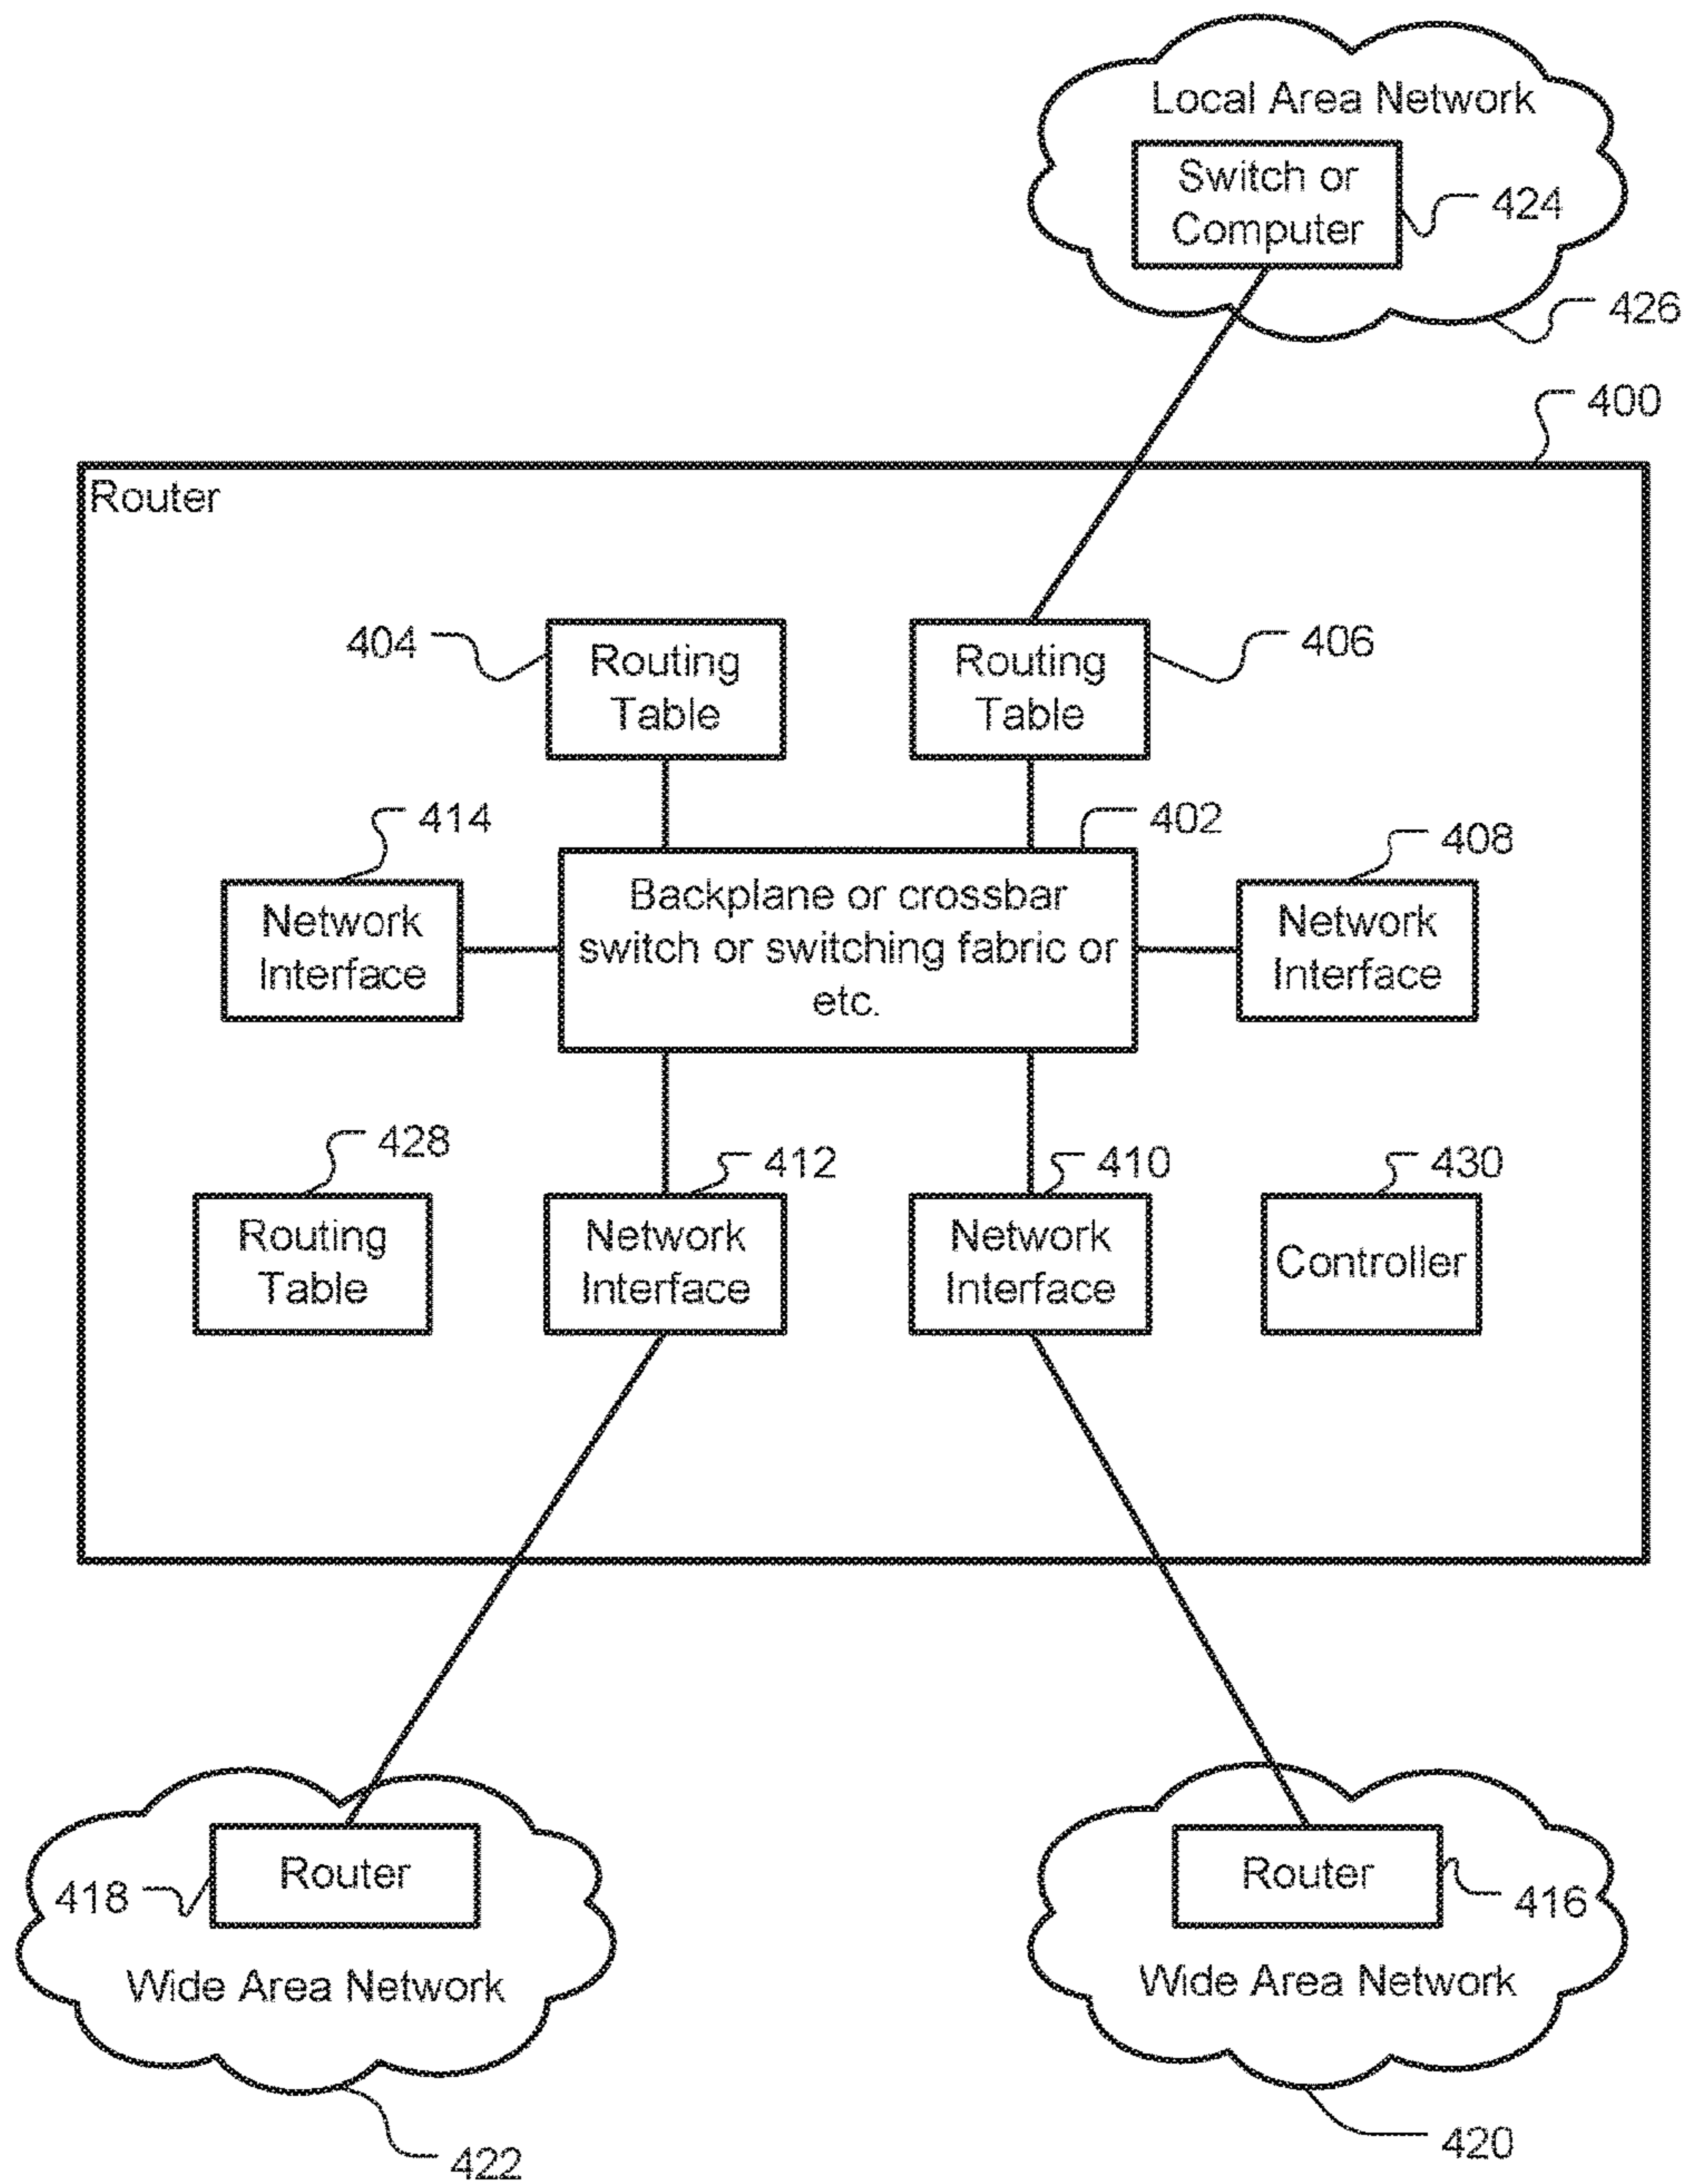 Local Area Network
Switch or
Computer
424
426
400
Router
404
Routing
Table
Routing
Table
406
414
402
408
Network
Interface
Backplane or crossbar
switch or switching fabric or
etc.
Network
Interface
428
412
410
430
Routing
Table
Network
Interface
Network
Interface
Controller
418
Router
Wide Area Network
Router
416
Wide Area Network
422
420